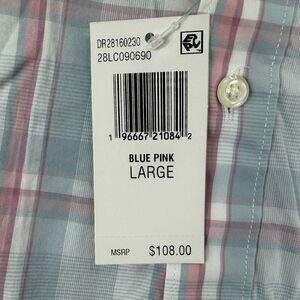 DR28160230
28LC090690
1 96667 21084 2
BLUE PINK
LARGE
MSRP $108.00